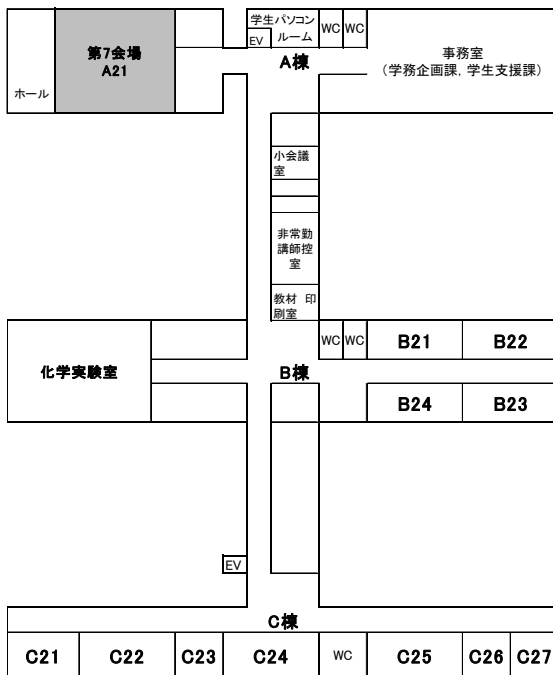 学生パソコン
ルーム
EV
WC WC
第7会場
A21
ホール
A棟
事務室
（学務企画課，学生支援課）
小会議
室
非常勤
講師控
室
教材 印
刷室
WC WC
B21
B22
化学実験室
B棟
B24
B23
EV
C棟
C21
C22
C23
C24
WC
C25
C26
C27